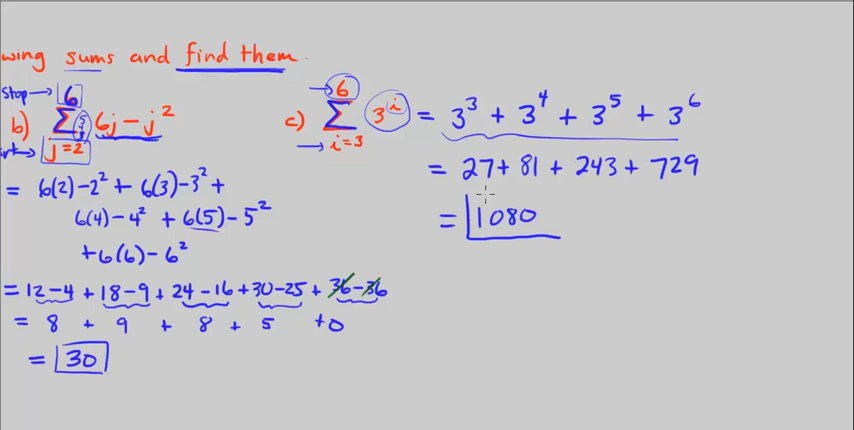 wing sums and find them.
Stop → 6
b) Σ 6j − j²
j=2
= 6(2)−2² + 6(3)−3² +
6(4)−4² + 6(5)−5²
+6(6)−6²
= 12−4 + 18−9 + 24−16 + 30−25 + 36−36
= 8 + 9 + 8 + 5 + 0
= 30
→ 6
c) Σ 3^i = 3³ + 3⁴ + 3⁵ + 3⁶
→ i=3
= 27 + 81 + 243 + 729
= 1080